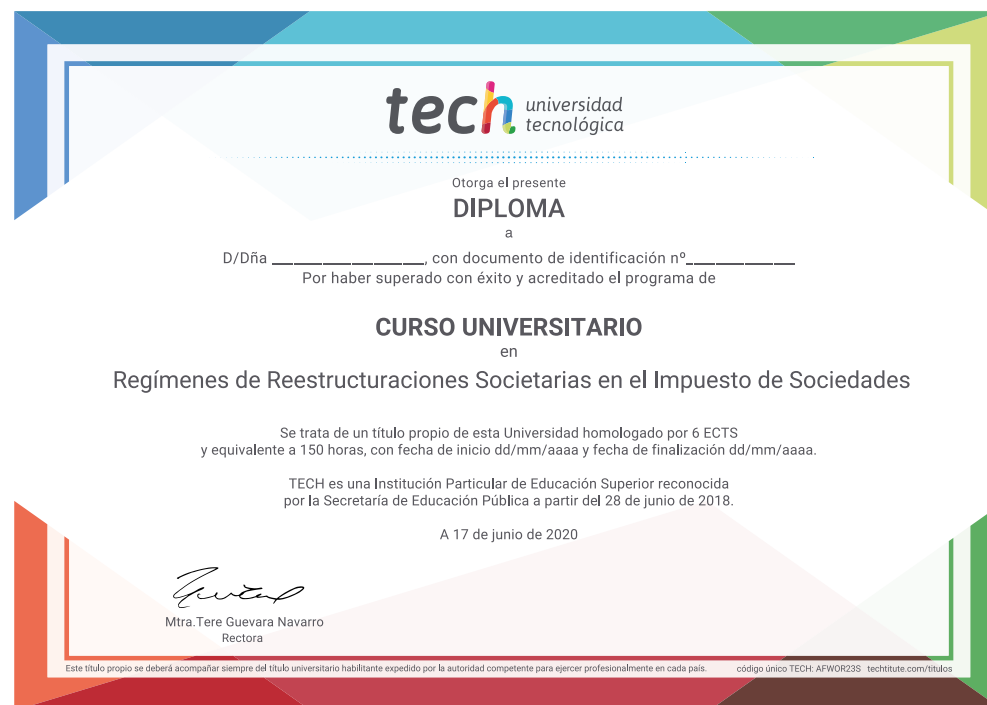 tech universidad
tecnológica
Otorga el presente
DIPLOMA
a
D/Dña ____________________, con documento de identificación nº______________
Por haber superado con éxito y acreditado el programa de
CURSO UNIVERSITARIO
en
Regímenes de Reestructuraciones Societarias en el Impuesto de Sociedades
Se trata de un título propio de esta Universidad homologado por 6 ECTS
y equivalente a 150 horas, con fecha de inicio dd/mm/aaaa y fecha de finalización dd/mm/aaaa.
TECH es una Institución Particular de Educación Superior reconocida
por la Secretaría de Educación Pública a partir del 28 de junio de 2018.
A 17 de junio de 2020
Mtra.Tere Guevara Navarro
Rectora
Este título propio se deberá acompañar siempre del título universitario habilitante expedido por la autoridad competente para ejercer profesionalmente en cada país. código único TECH: AFWOR23S techtitute.com/titulos